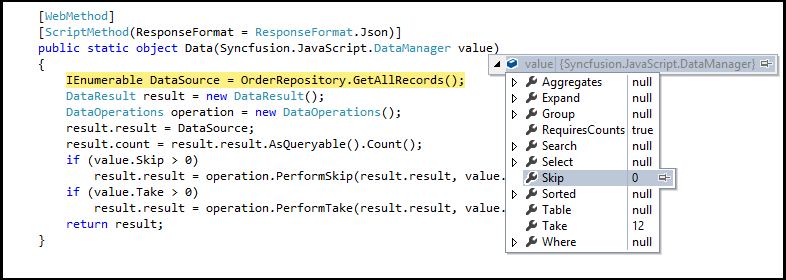 [WebMethod]
[ScriptMethod(ResponseFormat = ResponseFormat.Json)]
public static object Data(Syncfusion.JavaScript.DataManager value)
{
IEnumerable DataSource = OrderRepository.GetAllRecords();
DataResult result = new DataResult();
DataOperations operation = new DataOperations();
result.result = DataSource;
result.count = result.result.AsQueryable().Count();
if (value.Skip > 0)
result.result = operation.PerformSkip(result.result, value.
if (value.Take > 0)
result.result = operation.PerformTake(result.result, value.
return result;
}
value {Syncfusion.JavaScript.DataManager}
Aggregates null
Expand null
Group null
RequiresCounts true
Search null
Select null
Skip 0
Sorted null
Table null
Take 12
Where null